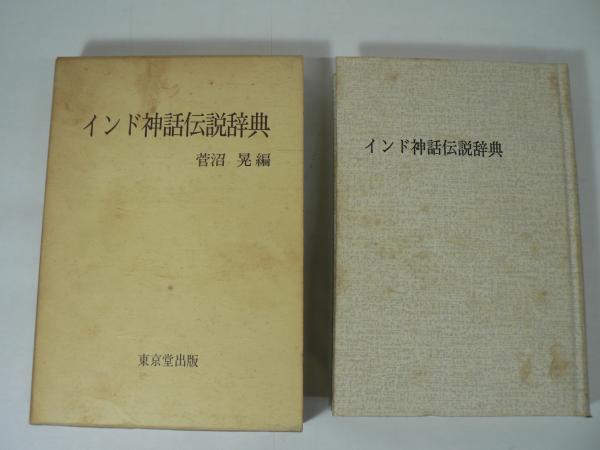 インド神話伝説辞典
菅沼 晃 編
東京堂出版
インド神話伝説辞典